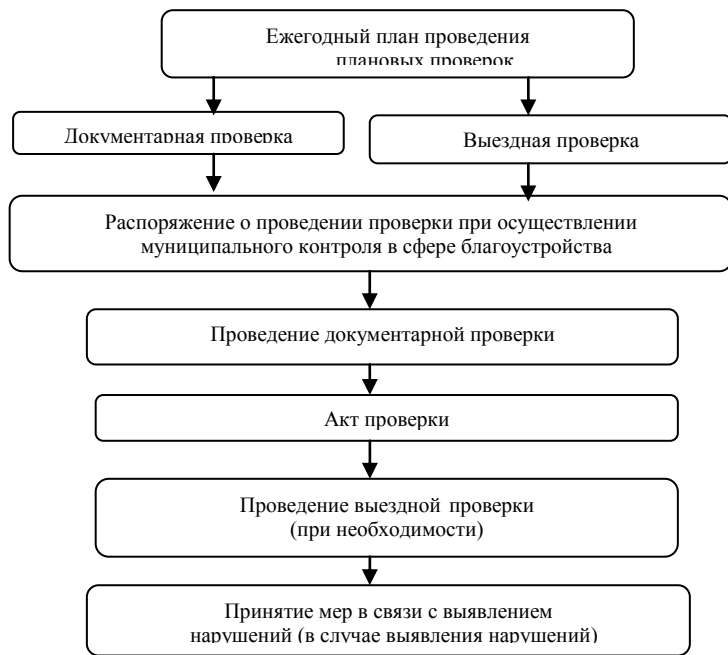 Ежегодный план проведения
плановых проверок
Документарная проверка
Выездная проверка
Распоряжение о проведении проверки при осуществлении
муниципального контроля в сфере благоустройства
Проведение документарной проверки
Акт проверки
Проведение выездной проверки
(при необходимости)
Принятие мер в связи с выявлением
нарушений (в случае выявления нарушений)